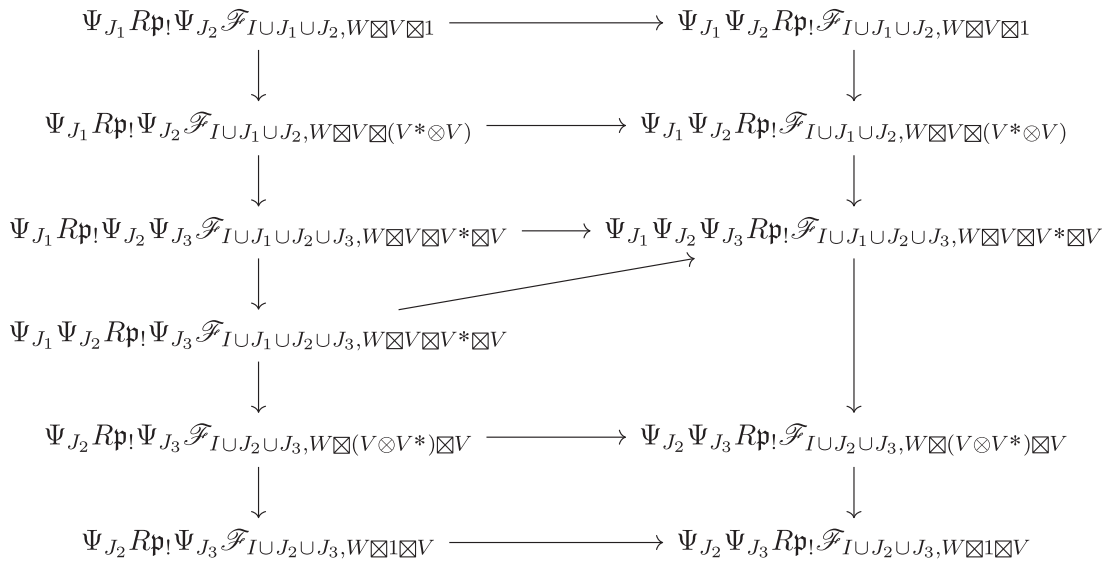 Ψ_{J_1} R𝔭_! Ψ_{J_2} ℱ_{I∪J_1∪J_2,W⊠V⊠1} ⟶ Ψ_{J_1} Ψ_{J_2} R𝔭_! ℱ_{I∪J_1∪J_2,W⊠V⊠1}
Ψ_{J_1} R𝔭_! Ψ_{J_2} ℱ_{I∪J_1∪J_2,W⊠V⊠(V*⊗V)} ⟶ Ψ_{J_1} Ψ_{J_2} R𝔭_! ℱ_{I∪J_1∪J_2,W⊠V⊠(V*⊗V)}
Ψ_{J_1} R𝔭_! Ψ_{J_2} Ψ_{J_3} ℱ_{I∪J_1∪J_2∪J_3,W⊠V⊠V*⊠V} ⟶ Ψ_{J_1} Ψ_{J_2} Ψ_{J_3} R𝔭_! ℱ_{I∪J_1∪J_2∪J_3,W⊠V⊠V*⊠V}
Ψ_{J_1} Ψ_{J_2} R𝔭_! Ψ_{J_3} ℱ_{I∪J_1∪J_2∪J_3,W⊠V⊠V*⊠V}
Ψ_{J_2} R𝔭_! Ψ_{J_3} ℱ_{I∪J_2∪J_3,W⊠(V⊗V*)⊠V} ⟶ Ψ_{J_2} Ψ_{J_3} R𝔭_! ℱ_{I∪J_2∪J_3,W⊠(V⊗V*)⊠V}
Ψ_{J_2} R𝔭_! Ψ_{J_3} ℱ_{I∪J_2∪J_3,W⊠1⊠V} ⟶ Ψ_{J_2} Ψ_{J_3} R𝔭_! ℱ_{I∪J_2∪J_3,W⊠1⊠V}